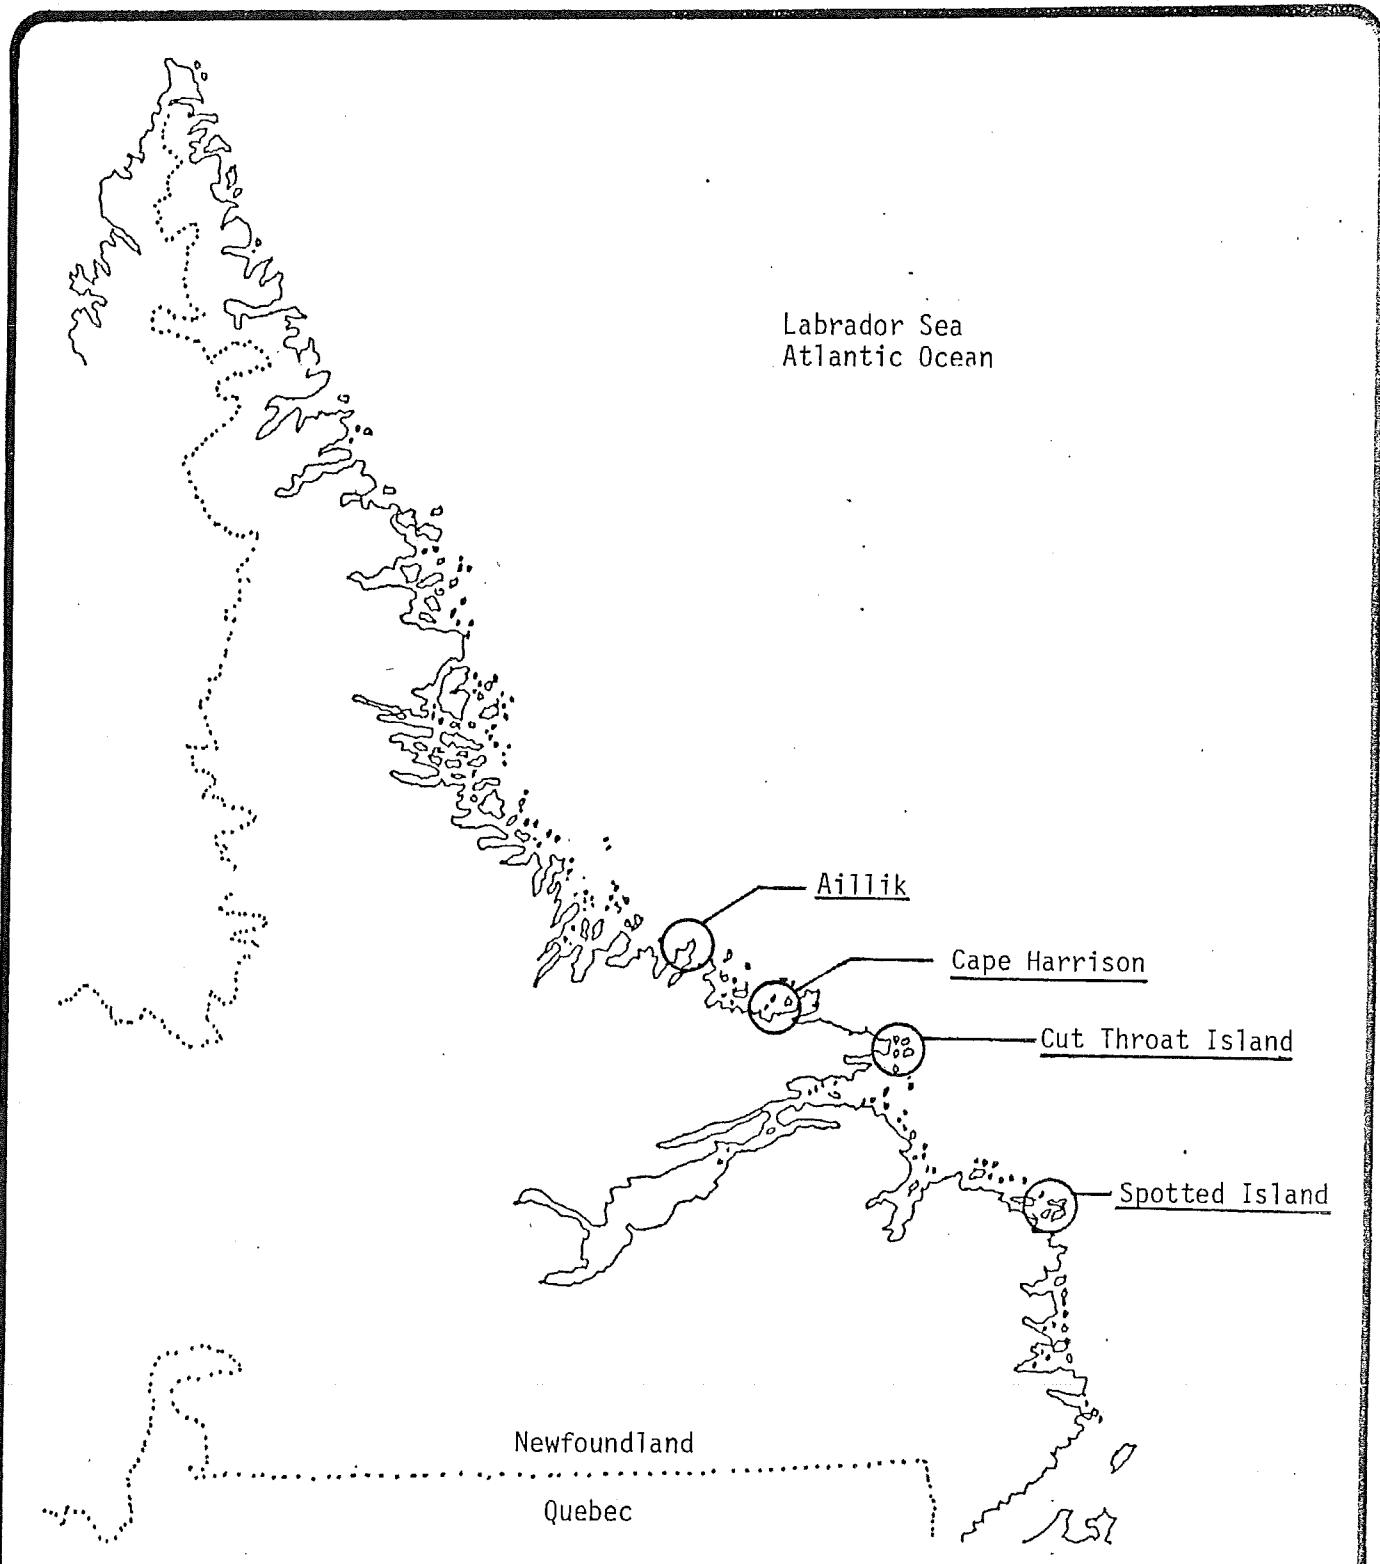 Labrador Sea
Atlantic Ocean
Aillik
Cape Harrison
Cut Throat Island
Spotted Island
Newfoundland
Quebec